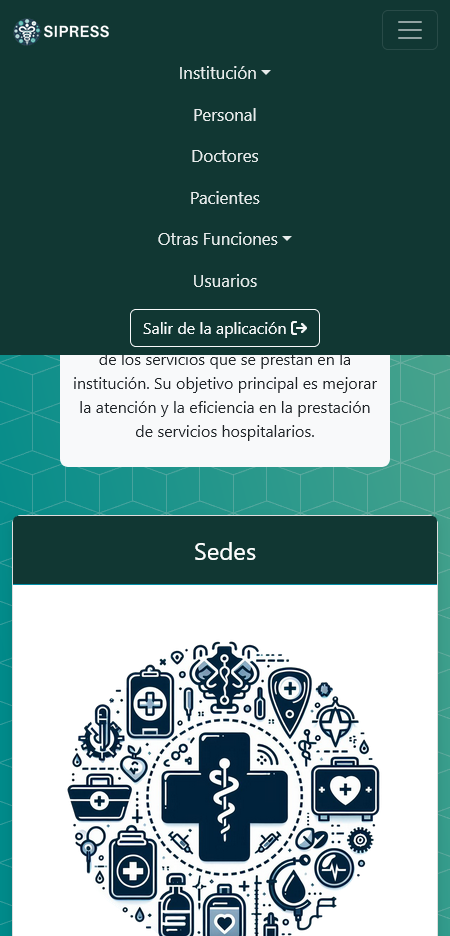 SIPRESS
Institución
Personal
Doctores
Pacientes
Otras Funciones
Usuarios
Salir de la aplicación
de los servicios que se prestan en la
institución. Su objetivo principal es mejorar
la atención y la eficiencia en la prestación
de servicios hospitalarios.
Sedes